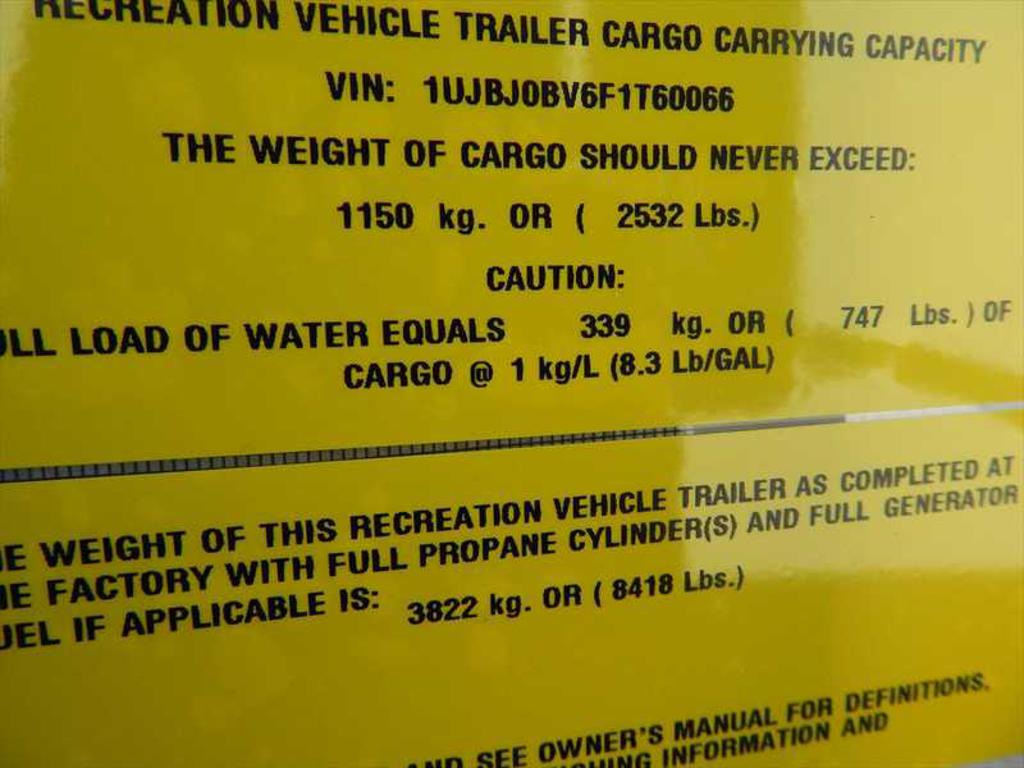 RECREATION VEHICLE TRAILER CARGO CARRYING CAPACITY
VIN: 1UJBJ0BV6F1T60066
THE WEIGHT OF CARGO SHOULD NEVER EXCEED:
1150 kg. OR ( 2532 Lbs.)
CAUTION:
ULL LOAD OF WATER EQUALS 339 kg. OR ( 747 Lbs. ) OF
CARGO @ 1 kg/L (8.3 Lb/GAL)
E WEIGHT OF THIS RECREATION VEHICLE TRAILER AS COMPLETED AT
E FACTORY WITH FULL PROPANE CYLINDER(S) AND FULL GENERATOR
UEL IF APPLICABLE IS: 3822 kg. OR ( 8418 Lbs.)
AND SEE OWNER'S MANUAL FOR DEFINITIONS.
INFORMATION AND